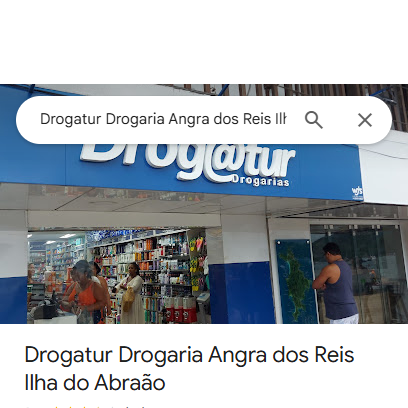 Drogatur Drogaria Angra dos Reis Ilh
Drog@tur
Drogarias
Drogatur Drogaria Angra dos Reis
Ilha do Abraão